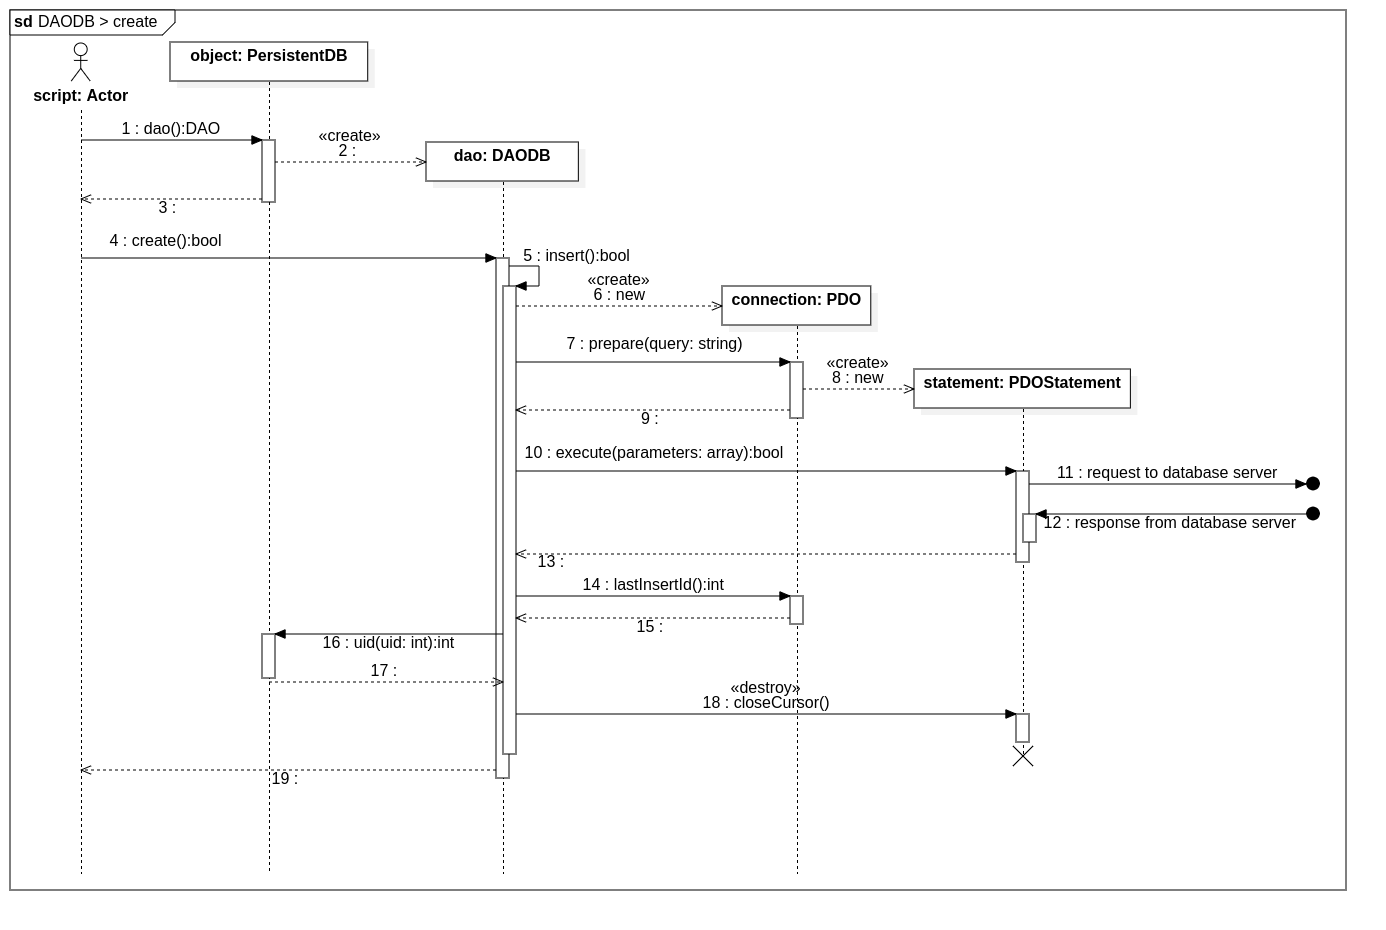 sd DAODB > create
object: PersistentDB
script: Actor
1 : dao():DAO
«create»
2 :
dao: DAODB
3 :
4 : create():bool
5 : insert():bool
«create»
6 : new
connection: PDO
7 : prepare(query: string)
«create»
8 : new
statement: PDOStatement
9 :
10 : execute(parameters: array):bool
11 : request to database server
12 : response from database server
13 :
14 : lastInsertId():int
15 :
16 : uid(uid: int):int
17 :
«destroy»
18 : closeCursor()
19 :